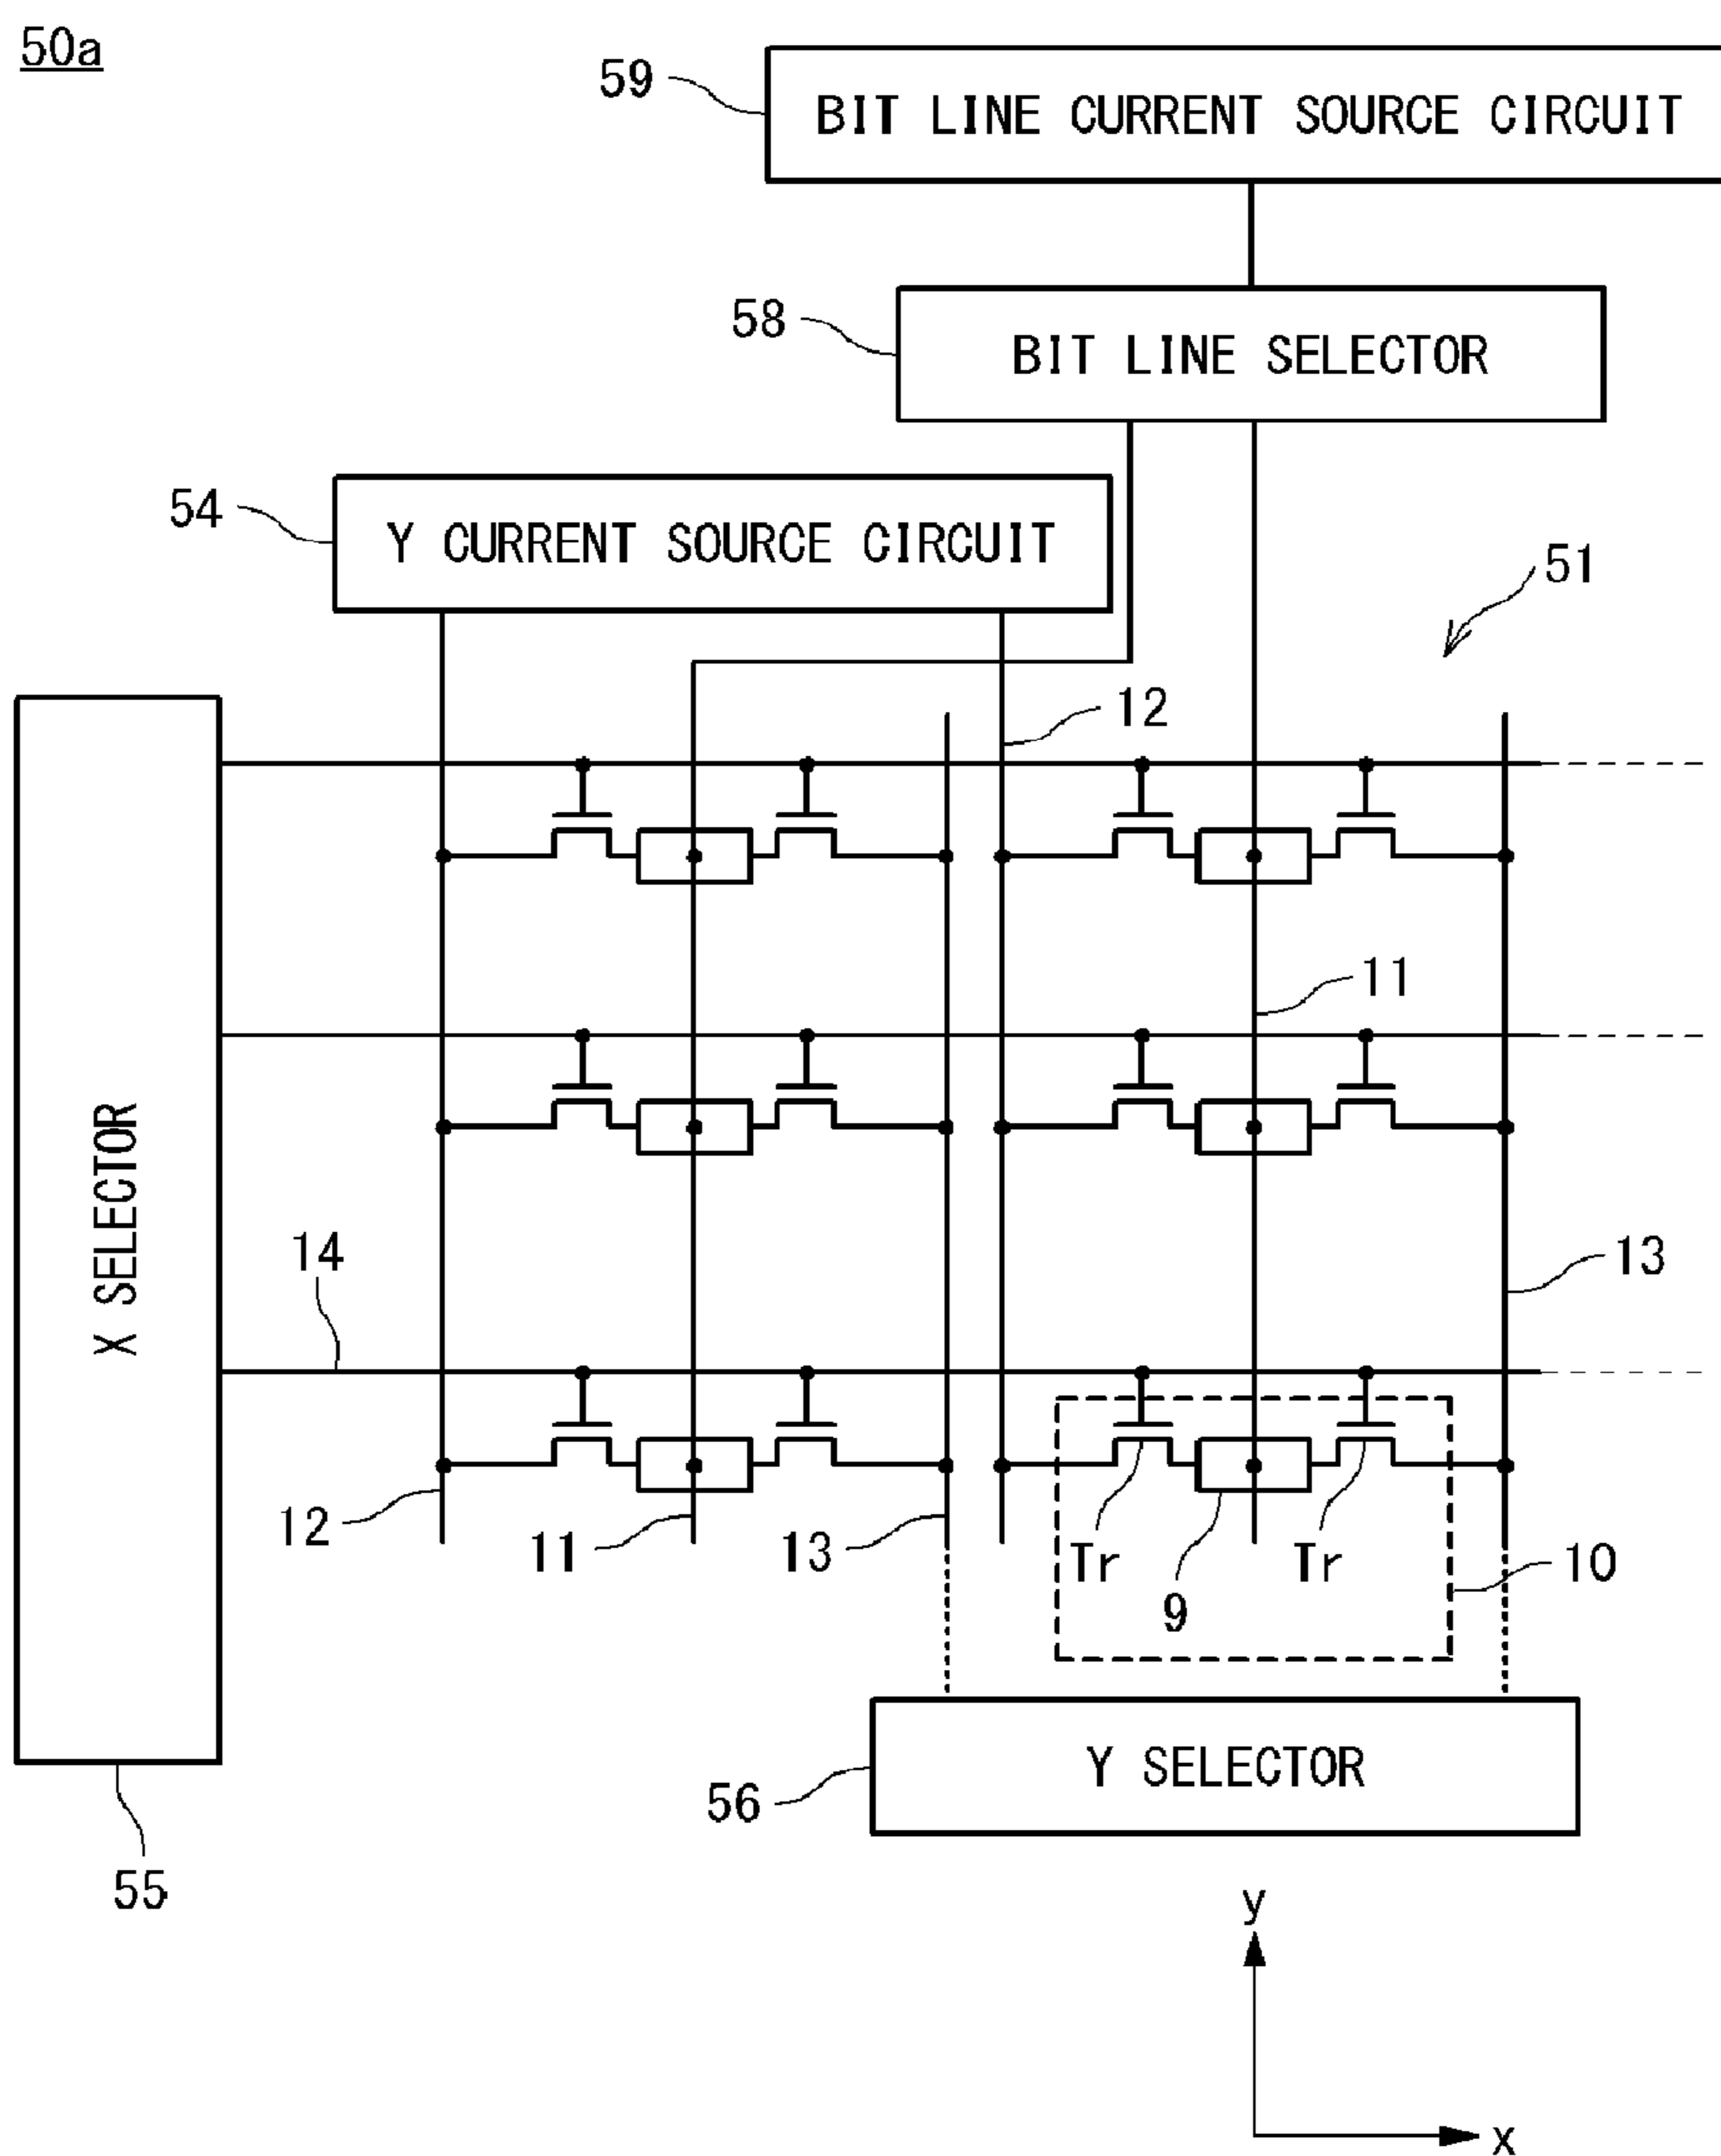 50a
59
BIT LINE CURRENT SOURCE CIRCUIT
58
BIT LINE SELECTOR
54
Y CURRENT SOURCE CIRCUIT
51
12
11
X SELECTOR
14
13
12
11
13
Tr
9
Tr
10
Y SELECTOR
56
55
y
x